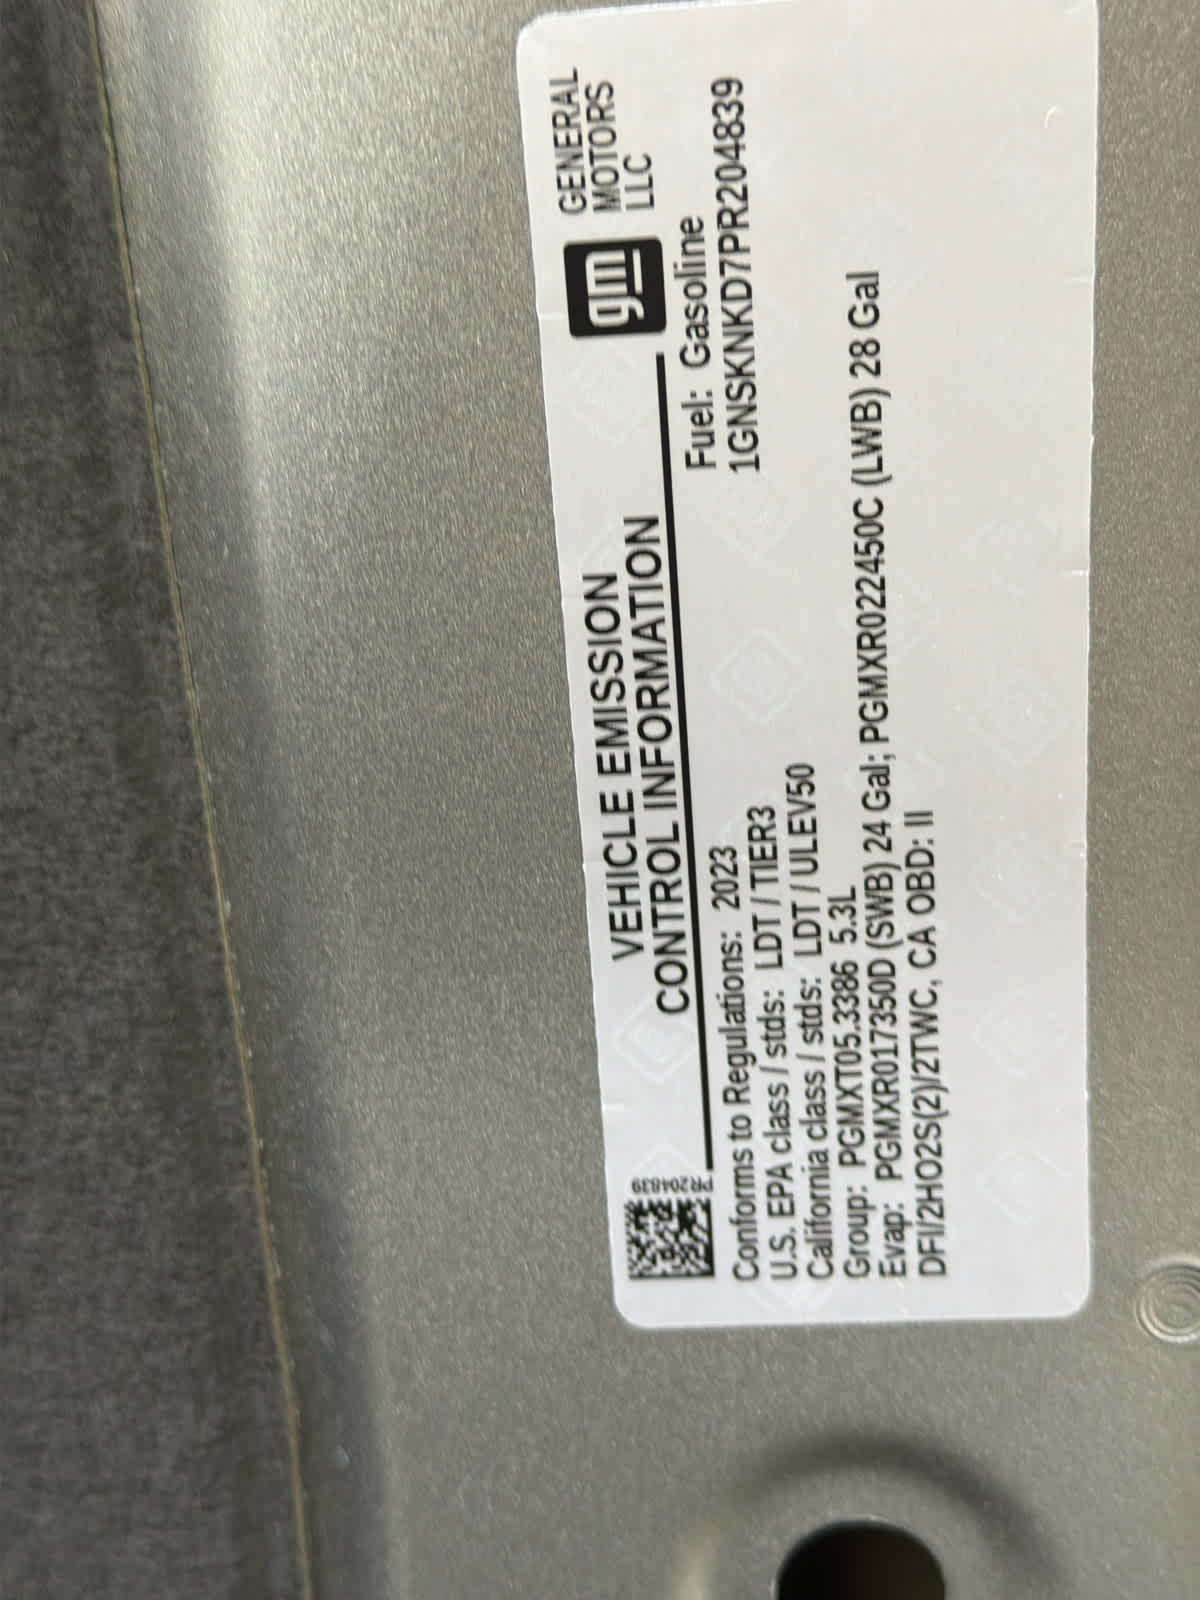 PR204839
VEHICLE EMISSION
CONTROL INFORMATION
gm
GENERAL
MOTORS
LLC
Conforms to Regulations: 2023
Fuel: Gasoline
U.S. EPA class / stds: LDT / TIER3
1GNSKNKD7PR204839
California class / stds: LDT / ULEV50
Group: PGMXT05.3386 5.3L
Evap: PGMXR017350D (SWB) 24 Gal; PGMXR022450C (LWB) 28 Gal
DFI/2HO2S(2)/2TWC, CA OBD: II